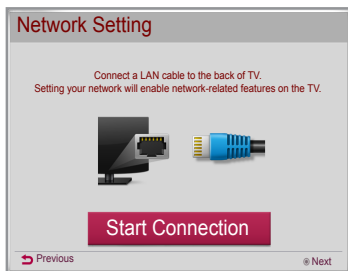 Network Setting
Connect a LAN cable to the back of TV.
Setting your network will enable network-related features on the TV.
Start Connection
Previous
Next